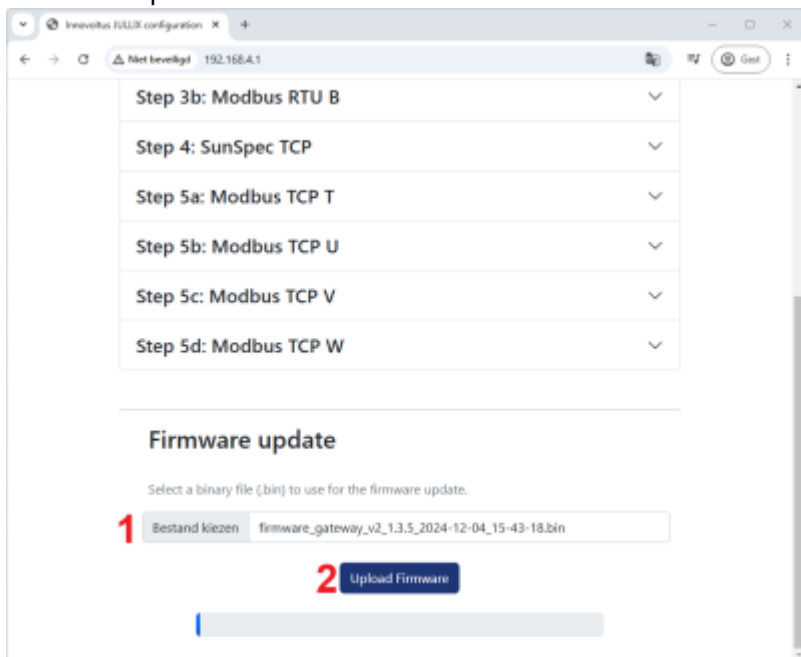 Innovoltus JULLIX configuration
Niet beveiligd 192.168.4.1
Gast
Step 3b: Modbus RTU B
Step 4: SunSpec TCP
Step 5a: Modbus TCP T
Step 5b: Modbus TCP U
Step 5c: Modbus TCP V
Step 5d: Modbus TCP W
Firmware update
Select a binary file (.bin) to use for the firmware update.
1 Bestand kiezen firmware_gateway_v2_1.3.5_2024-12-04_15-43-18.bin
2 Upload Firmware